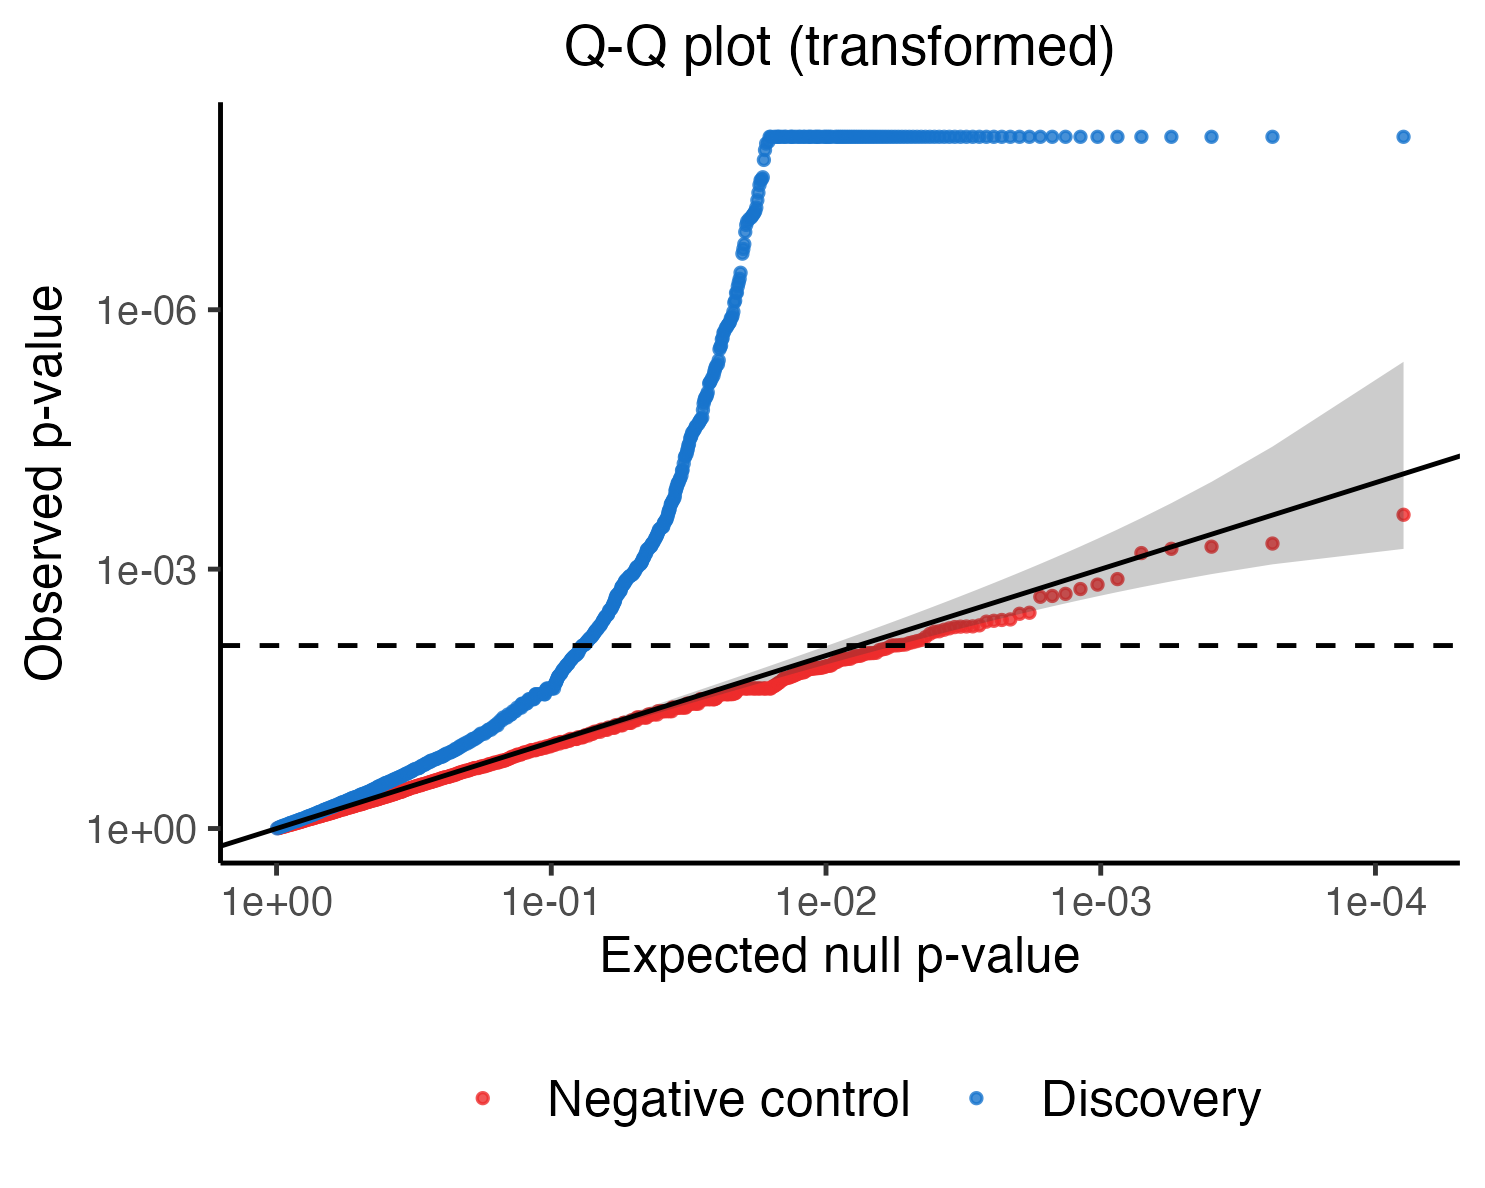 Q-Q plot (transformed)
Observed p-value
1e-06
1e-03
1e+00
1e+00 1e-01 1e-02 1e-03 1e-04
Expected null p-value
Negative control Discovery